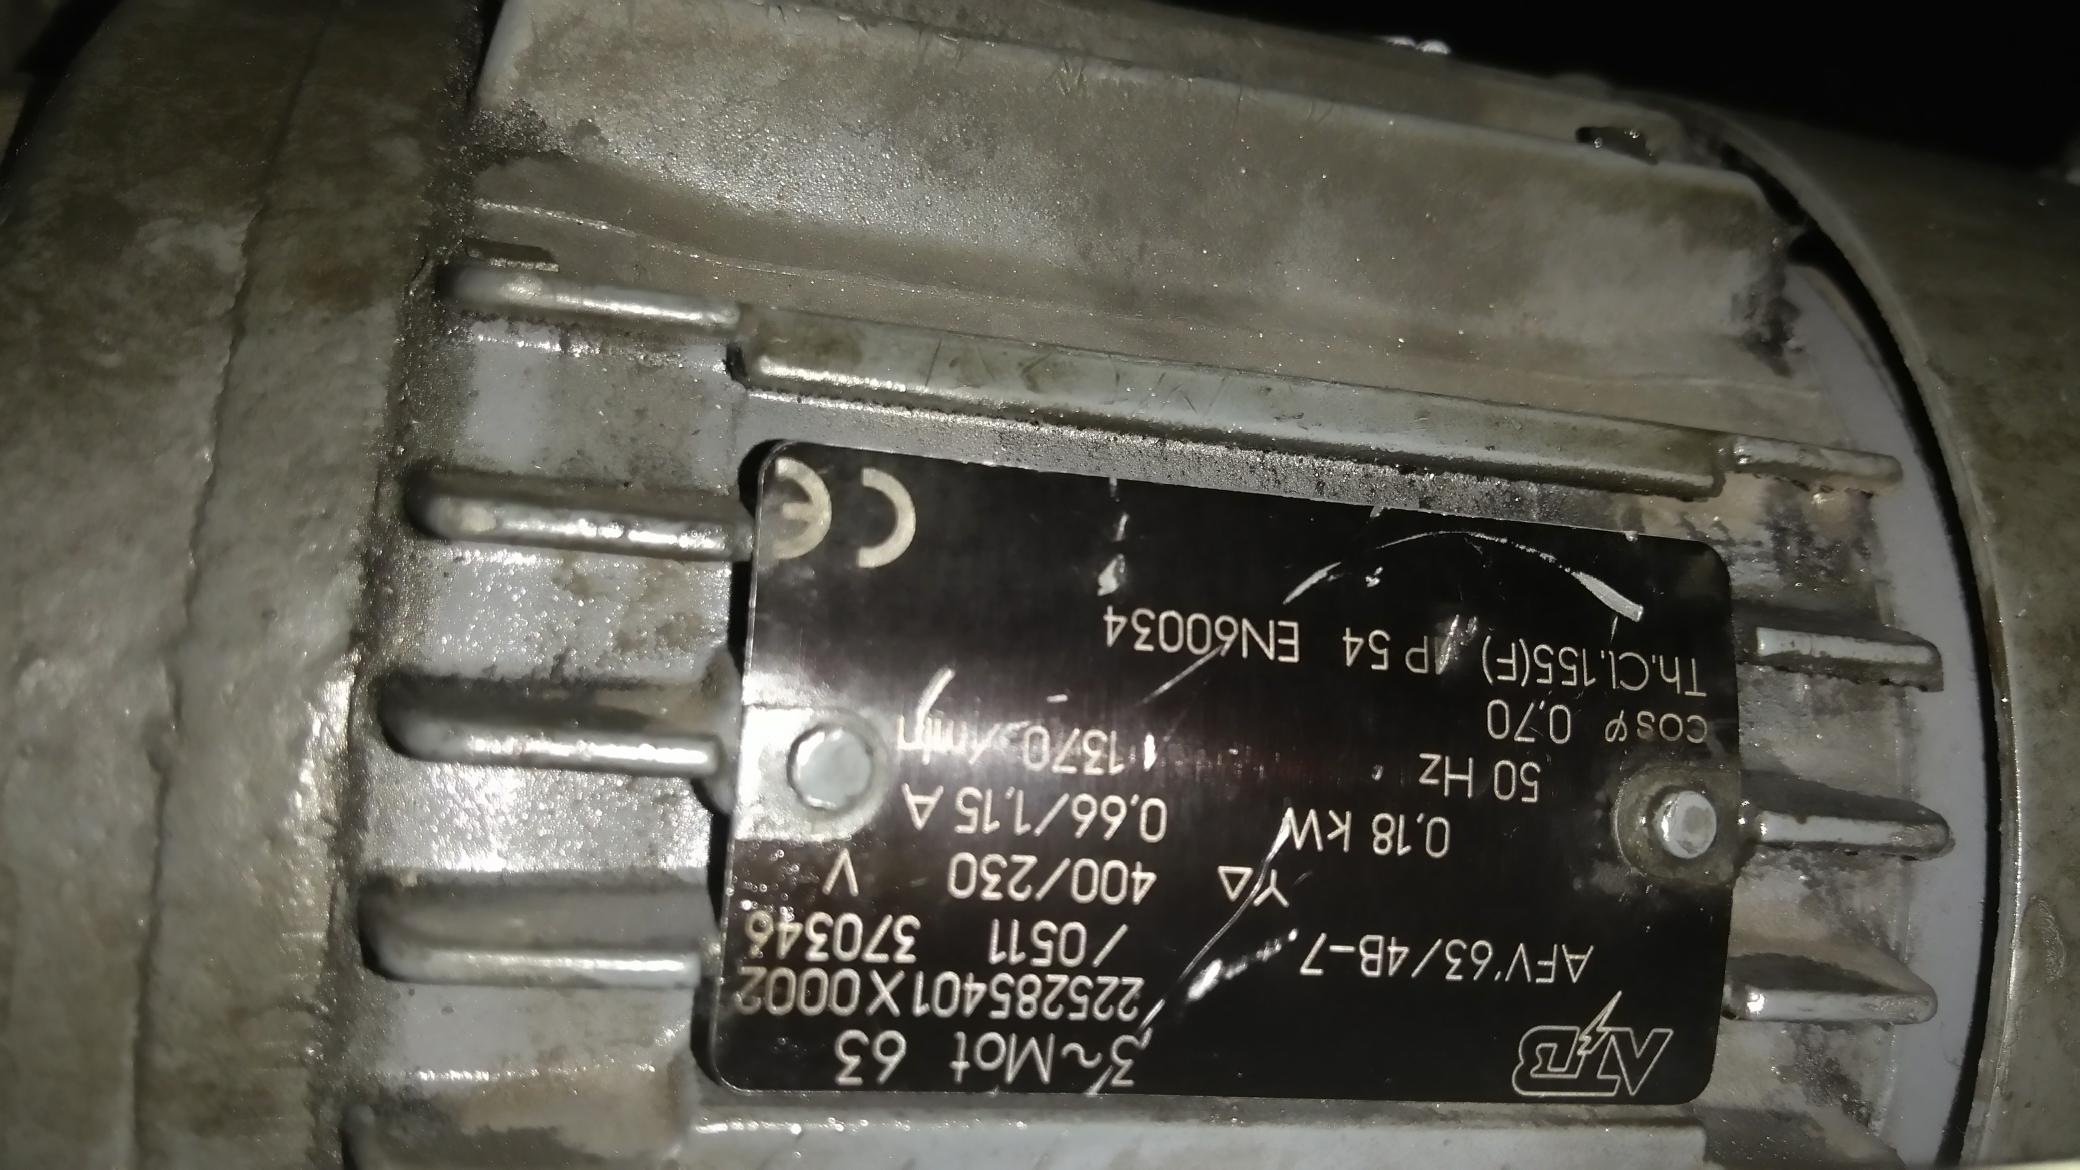 3~Mot 63
225285401X0002
AFV 63/4B-7 /0511 370346
Y∆ 400/230 V
0,18 kW 0,66/1,15 A
50 Hz 1370 /min
cosφ 0,70
Th.Cl.155(F) IP 54 EN60034
CE